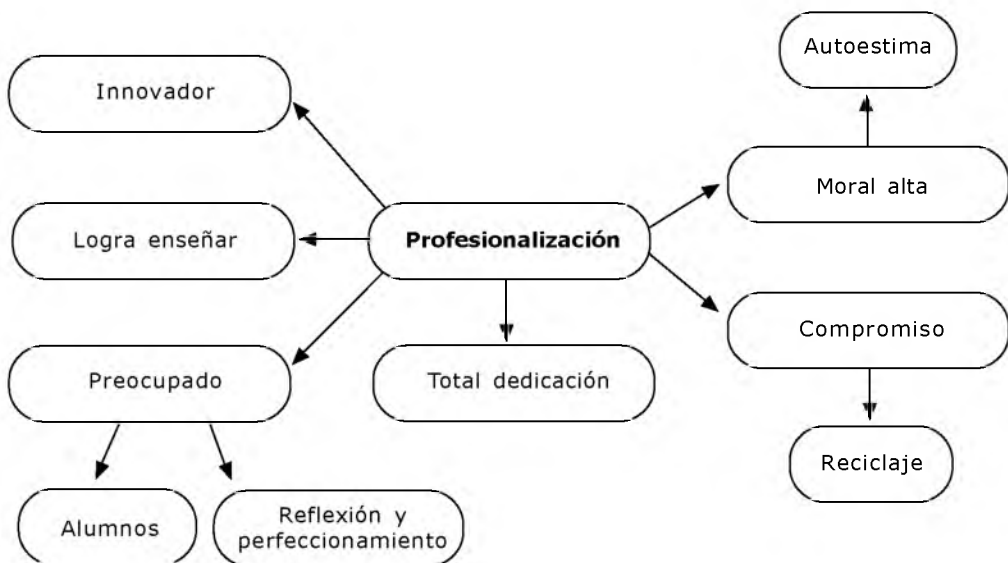 Autoestima
Innovador
Moral alta
Logra enseñar
Profesionalización
Compromiso
Preocupado
Total dedicación
Reciclaje
Alumnos
Reflexión y
perfeccionamiento